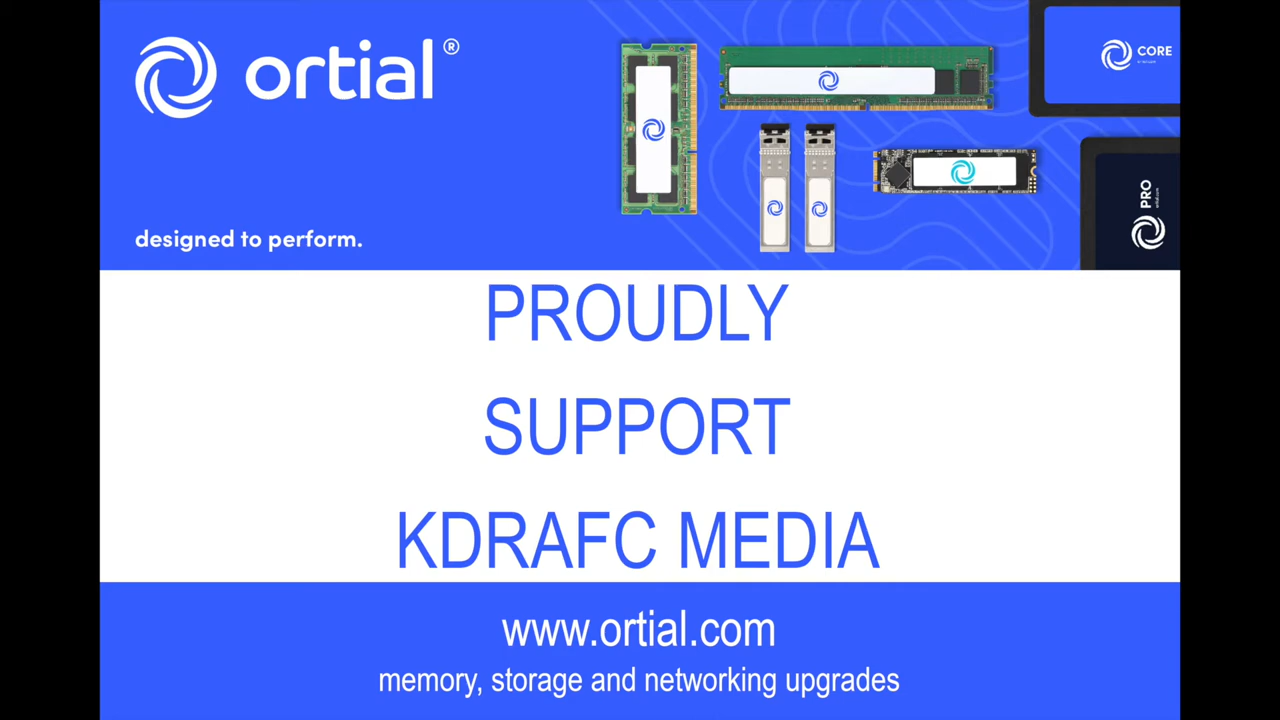 ortial®
CORE
PRO
designed to perform.
PROUDLY
SUPPORT
KDRAFC MEDIA
www.ortial.com
memory, storage and networking upgrades